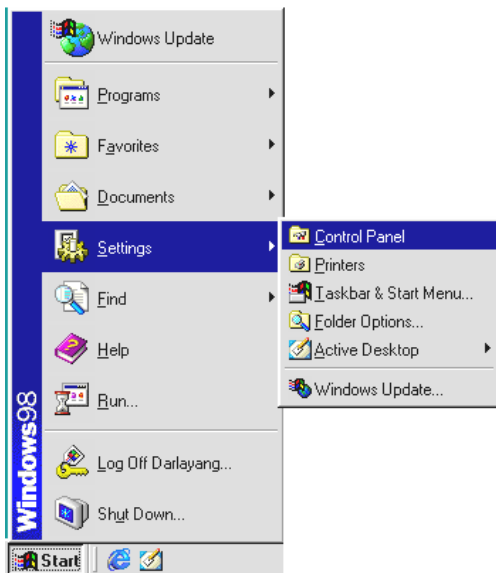 Windows Update
Programs
Favorites
Documents
Settings
Find
Help
Run...
Log Off Darlayang...
Shut Down...
Windows98
Start
Control Panel
Printers
Taskbar & Start Menu...
Folder Options...
Active Desktop
Windows Update...